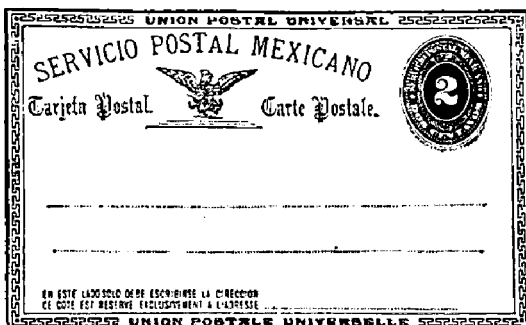 UNION POSTAL UNIVERSAL
SERVICIO POSTAL MEXICANO
Tarjeta Postal. Carte Postale.
2
EN ESTE LADO SOLO DEBE ESCRIBIRSE LA DIRECCION
CE COTE EST RESERVE EXCLUSIVEMENT A L'ADRESSE
UNION POSTALE UNIVERSELLE